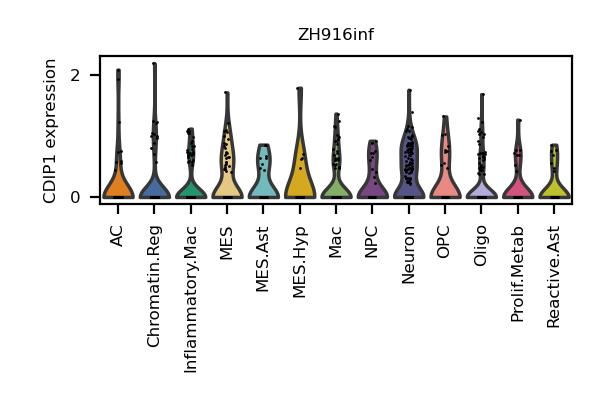 ZH916inf
CDIP1 expression
2
0
AC
Chromatin.Reg
Inflammatory.Mac
MES
MES.Ast
MES.Hyp
Mac
NPC
Neuron
OPC
Oligo
Prolif.Metab
Reactive.Ast